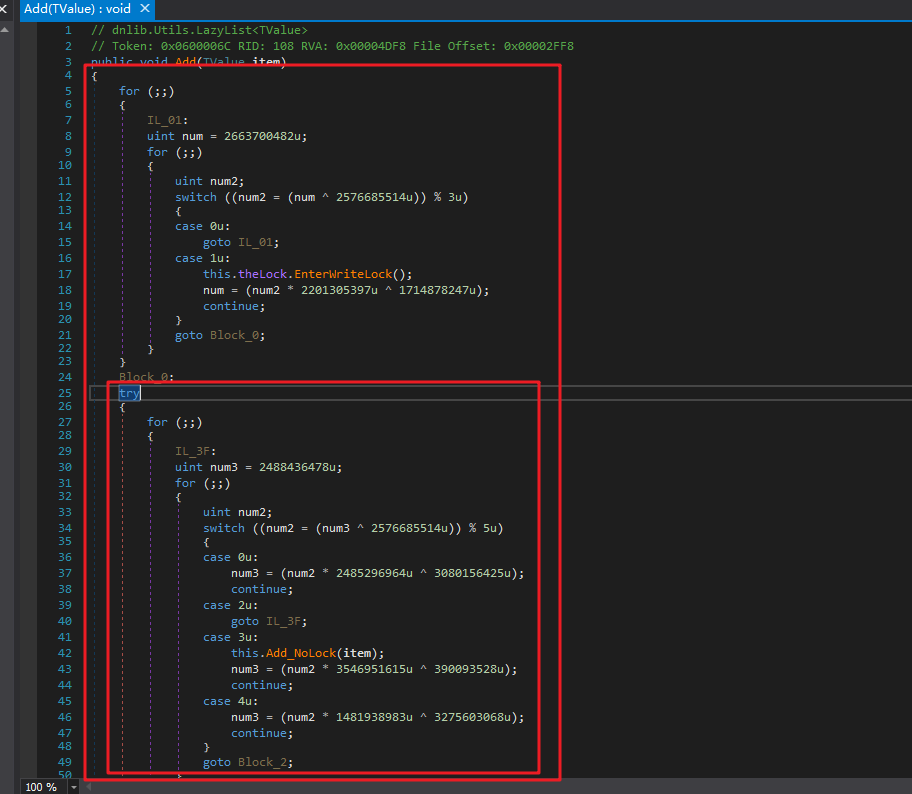 Add(TValue) : void ✕
1 // dnlib.Utils.LazyList<TValue>
2 // Token: 0x0600006C RID: 108 RVA: 0x00004DF8 File Offset: 0x00002FF8
3 public void Add(TValue item)
4 {
5 for (;;)
6 {
7 IL_01:
8 uint num = 2663700482u;
9 for (;;)
10 {
11 uint num2;
12 switch ((num2 = (num ^ 2576685514u)) % 3u)
13 {
14 case 0u:
15 goto IL_01;
16 case 1u:
17 this.theLock.EnterWriteLock();
18 num = (num2 * 2201305397u ^ 1714878247u);
19 continue;
20 }
21 goto Block_0;
22 }
23 }
24 Block_0:
25 try
26 {
27 for (;;)
28 {
29 IL_3F:
30 uint num3 = 2488436478u;
31 for (;;)
32 {
33 uint num2;
34 switch ((num2 = (num3 ^ 2576685514u)) % 5u)
35 {
36 case 0u:
37 num3 = (num2 * 2485296964u ^ 3080156425u);
38 continue;
39 case 2u:
40 goto IL_3F;
41 case 3u:
42 this.Add_NoLock(item);
43 num3 = (num2 * 3546951615u ^ 390093528u);
44 continue;
45 case 4u:
46 num3 = (num2 * 1481938983u ^ 3275603068u);
47 continue;
48 }
49 goto Block_2;
50 }
100 %